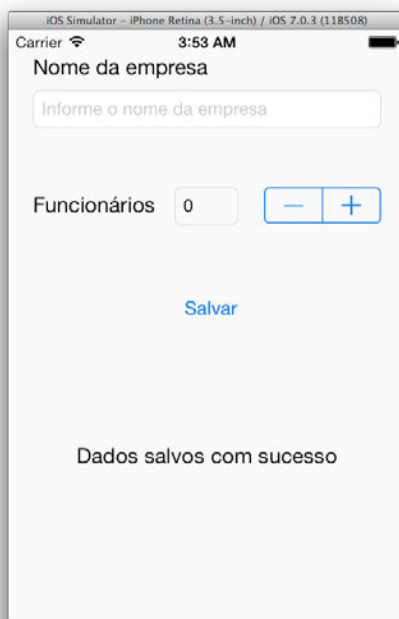 iOS Simulator - iPhone Retina (3.5-inch) / iOS 7.0.3 (11B508)
Carrier 3:53 AM
Nome da empresa
Informe o nome da empresa
Funcionários 0 − +
Salvar
Dados salvos com sucesso